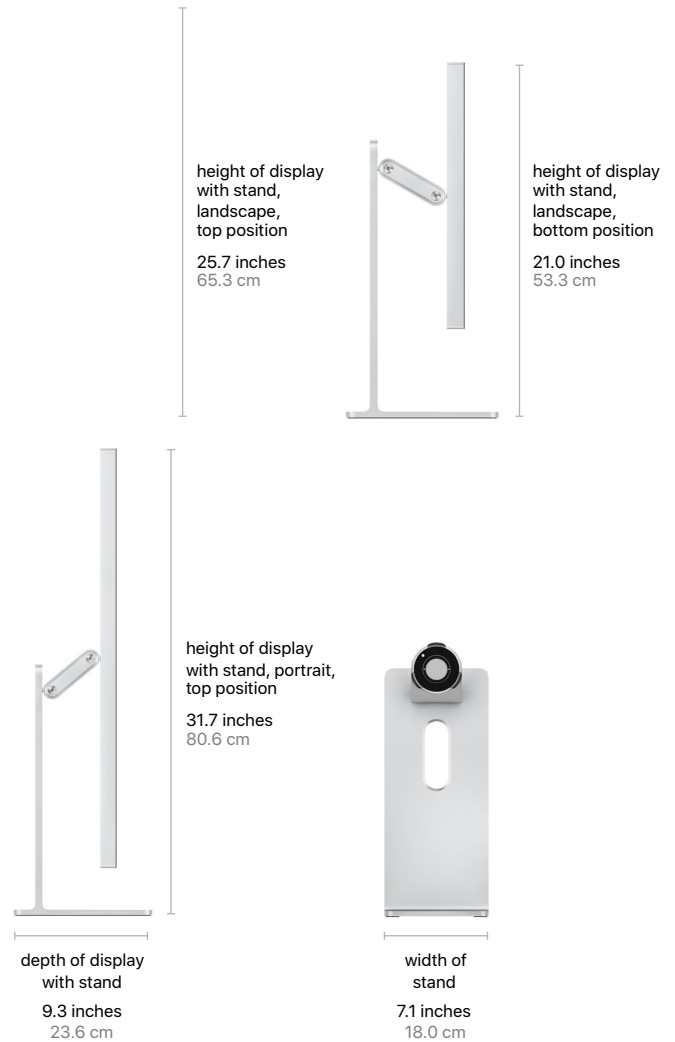 height of display
with stand,
landscape,
top position
25.7 inches
65.3 cm
height of display
with stand,
landscape,
bottom position
21.0 inches
53.3 cm
height of display
with stand, portrait,
top position
31.7 inches
80.6 cm
depth of display
with stand
9.3 inches
23.6 cm
width of
stand
7.1 inches
18.0 cm